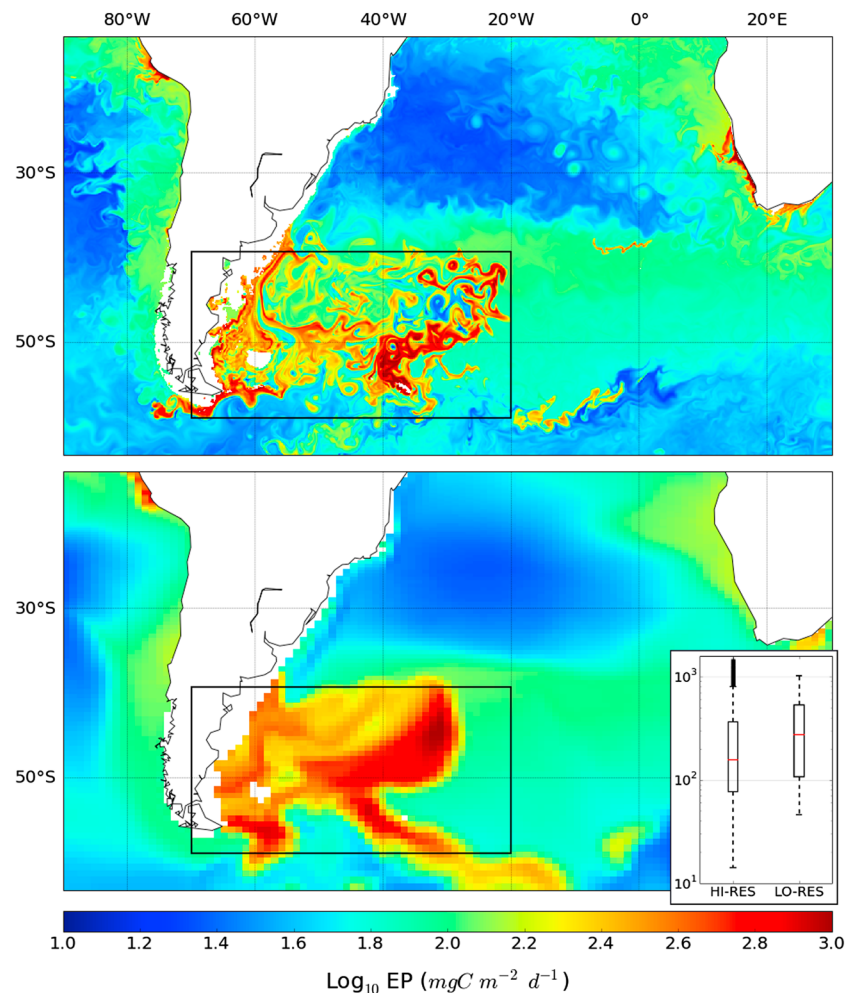 80°W 60°W 40°W 20°W 0° 20°E
30°S
50°S
30°S
50°S
10³
10²
10¹
HI-RES LO-RES
1.0 1.2 1.4 1.6 1.8 2.0 2.2 2.4 2.6 2.8 3.0
Log₁₀ EP (mgC m⁻² d⁻¹)